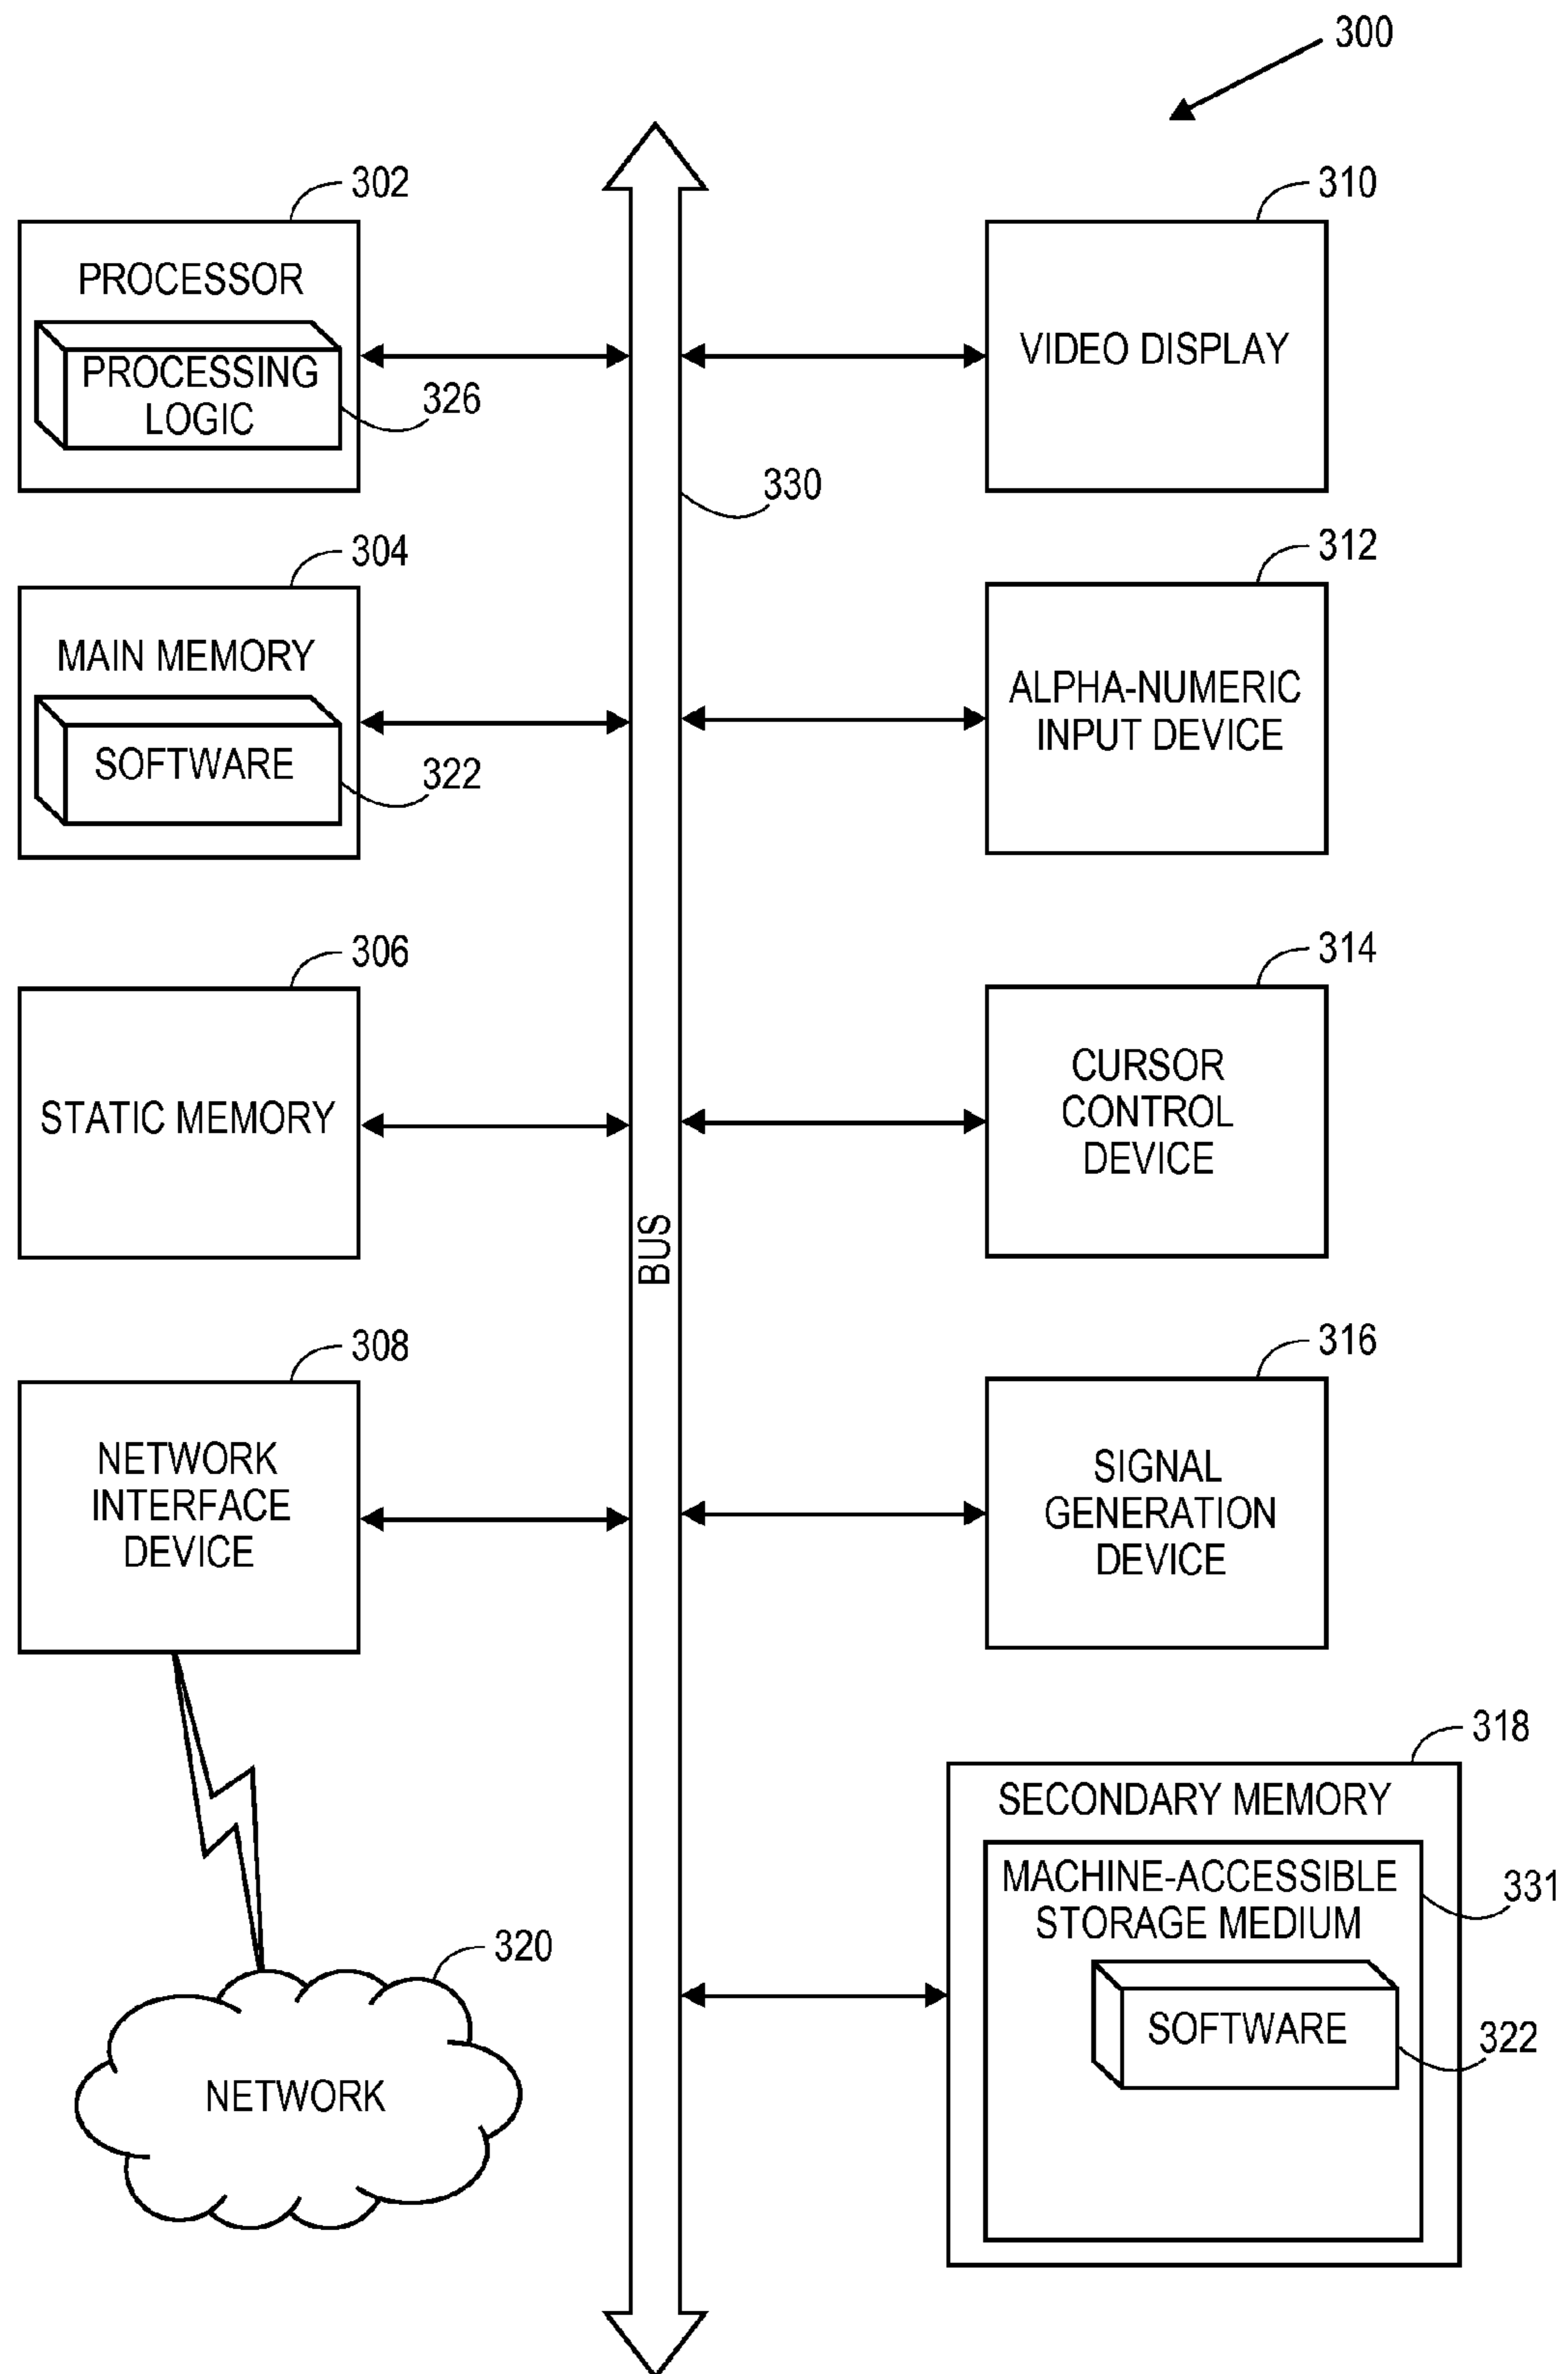 300
302
PROCESSOR
PROCESSING
LOGIC
326
310
VIDEO DISPLAY
330
304
MAIN MEMORY
SOFTWARE
322
312
ALPHA-NUMERIC
INPUT DEVICE
306
STATIC MEMORY
314
CURSOR
CONTROL
DEVICE
BUS
308
NETWORK
INTERFACE
DEVICE
316
SIGNAL
GENERATION
DEVICE
318
SECONDARY MEMORY
MACHINE-ACCESSIBLE
STORAGE MEDIUM
331
SOFTWARE
322
320
NETWORK